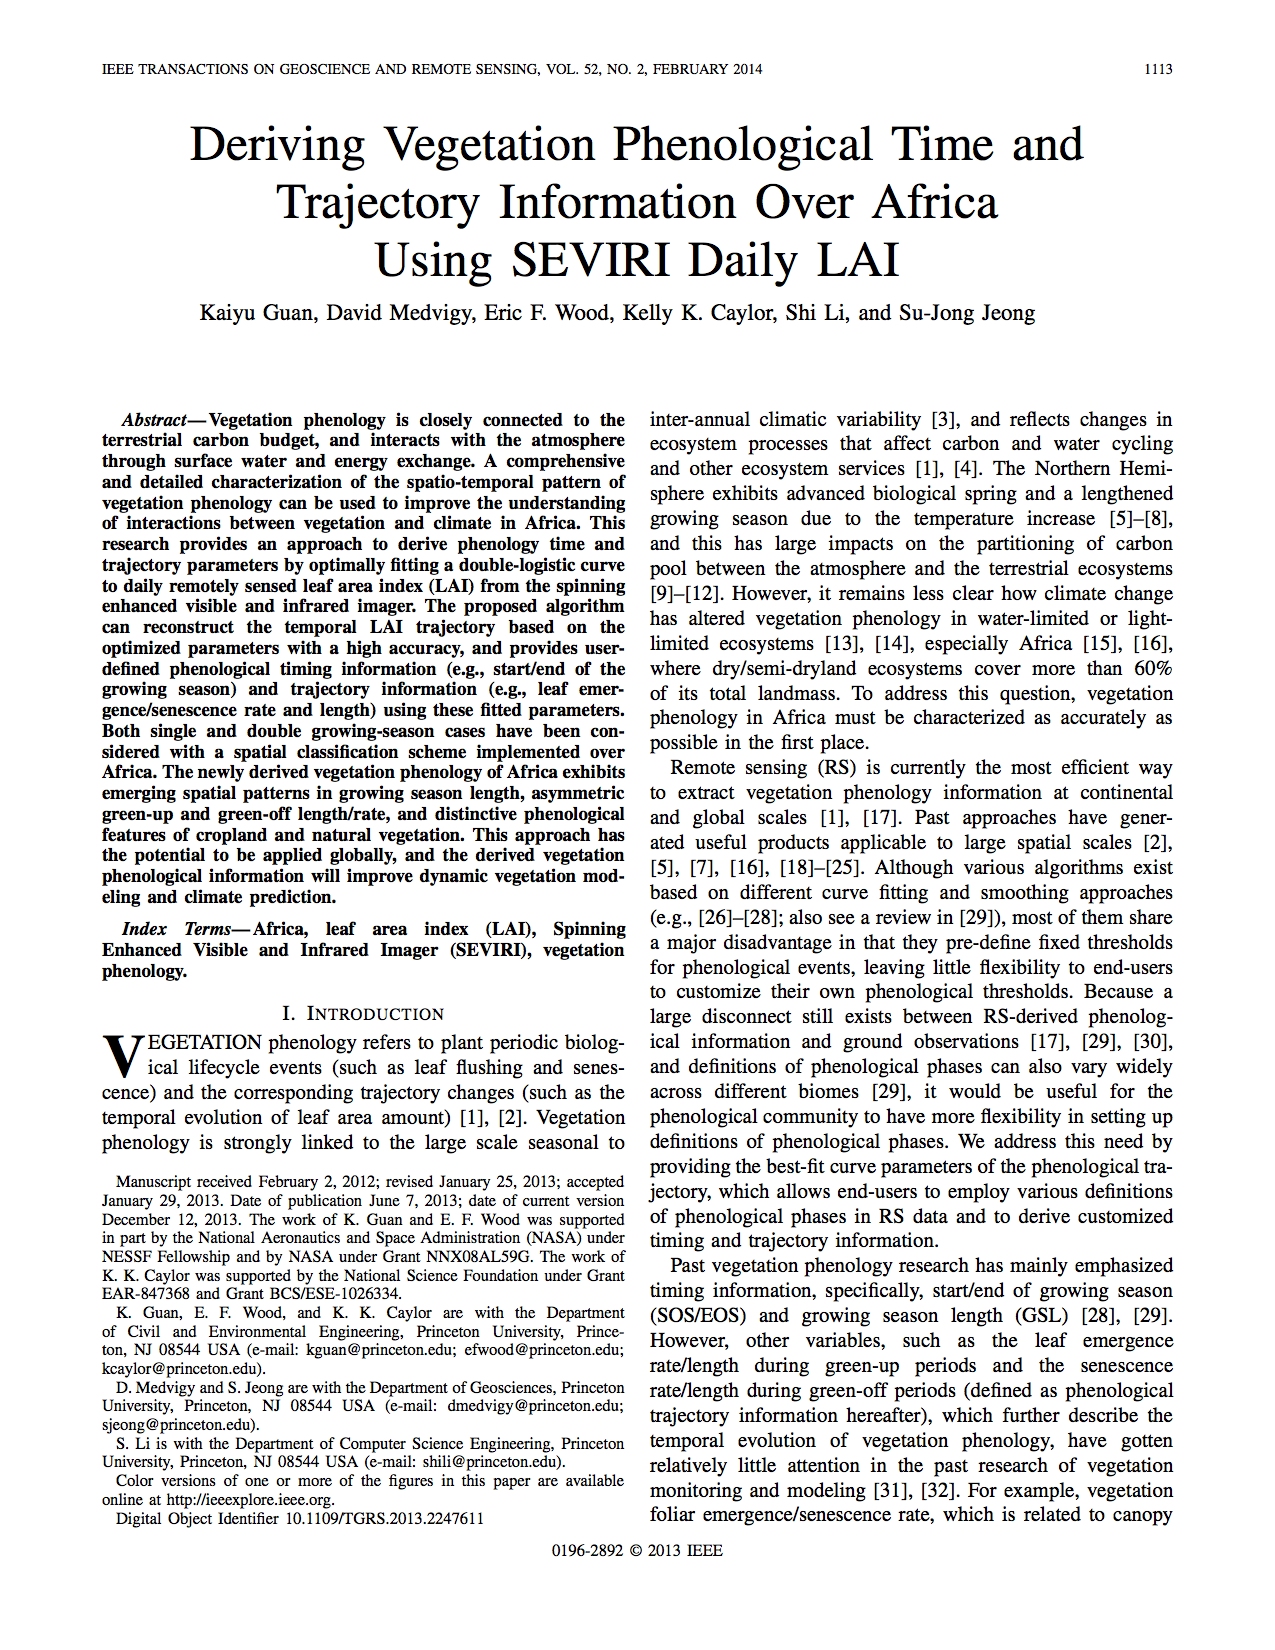 IEEE TRANSACTIONS ON GEOSCIENCE AND REMOTE SENSING, VOL. 52, NO. 2, FEBRUARY 2014 1113
Deriving Vegetation Phenological Time and
Trajectory Information Over Africa
Using SEVIRI Daily LAI
Kaiyu Guan, David Medvigy, Eric F. Wood, Kelly K. Caylor, Shi Li, and Su-Jong Jeong
Abstract—Vegetation phenology is closely connected to the
terrestrial carbon budget, and interacts with the atmosphere
through surface water and energy exchange. A comprehensive
and detailed characterization of the spatio-temporal pattern of
vegetation phenology can be used to improve the understanding
of interactions between vegetation and climate in Africa. This
research provides an approach to derive phenology time and
trajectory parameters by optimally fitting a double-logistic curve
to daily remotely sensed leaf area index (LAI) from the spinning
enhanced visible and infrared imager. The proposed algorithm
can reconstruct the temporal LAI trajectory based on the
optimized parameters with a high accuracy, and provides user-
defined phenological timing information (e.g., start/end of the
growing season) and trajectory information (e.g., leaf emer-
gence/senescence rate and length) using these fitted parameters.
Both single and double growing-season cases have been con-
sidered with a spatial classification scheme implemented over
Africa. The newly derived vegetation phenology of Africa exhibits
emerging spatial patterns in growing season length, asymmetric
green-up and green-off length/rate, and distinctive phenological
features of cropland and natural vegetation. This approach has
the potential to be applied globally, and the derived vegetation
phenological information will improve dynamic vegetation mod-
eling and climate prediction.
Index Terms—Africa, leaf area index (LAI), Spinning
Enhanced Visible and Infrared Imager (SEVIRI), vegetation
phenology.
I. INTRODUCTION
VEGETATION phenology refers to plant periodic biolog-
ical lifecycle events (such as leaf flushing and senes-
cence) and the corresponding trajectory changes (such as the
temporal evolution of leaf area amount) [1], [2]. Vegetation
phenology is strongly linked to the large scale seasonal to
Manuscript received February 2, 2012; revised January 25, 2013; accepted
January 29, 2013. Date of publication June 7, 2013; date of current version
December 12, 2013. The work of K. Guan and E. F. Wood was supported
in part by the National Aeronautics and Space Administration (NASA) under
NESSF Fellowship and by NASA under Grant NNX08AL59G. The work of
K. K. Caylor was supported by the National Science Foundation under Grant
EAR-847368 and Grant BCS/ESE-1026334.
K. Guan, E. F. Wood, and K. K. Caylor are with the Department
of Civil and Environmental Engineering, Princeton University, Prince-
ton, NJ 08544 USA (e-mail: kguan@princeton.edu; efwood@princeton.edu;
kcaylor@princeton.edu).
D. Medvigy and S. Jeong are with the Department of Geosciences, Princeton
University, Princeton, NJ 08544 USA (e-mail: dmedvigy@princeton.edu;
sjeong@princeton.edu).
S. Li is with the Department of Computer Science Engineering, Princeton
University, Princeton, NJ 08544 USA (e-mail: shili@princeton.edu).
Color versions of one or more of the figures in this paper are available
online at http://ieeexplore.ieee.org.
Digital Object Identifier 10.1109/TGRS.2013.2247611
inter-annual climatic variability [3], and reflects changes in
ecosystem processes that affect carbon and water cycling
and other ecosystem services [1], [4]. The Northern Hemi-
sphere exhibits advanced biological spring and a lengthened
growing season due to the temperature increase [5]–[8],
and this has large impacts on the partitioning of carbon
pool between the atmosphere and the terrestrial ecosystems
[9]–[12]. However, it remains less clear how climate change
has altered vegetation phenology in water-limited or light-
limited ecosystems [13], [14], especially Africa [15], [16],
where dry/semi-dryland ecosystems cover more than 60%
of its total landmass. To address this question, vegetation
phenology in Africa must be characterized as accurately as
possible in the first place.
Remote sensing (RS) is currently the most efficient way
to extract vegetation phenology information at continental
and global scales [1], [17]. Past approaches have gener-
ated useful products applicable to large spatial scales [2],
[5], [7], [16], [18]–[25]. Although various algorithms exist
based on different curve fitting and smoothing approaches
(e.g., [26]–[28]; also see a review in [29]), most of them share
a major disadvantage in that they pre-define fixed thresholds
for phenological events, leaving little flexibility to end-users
to customize their own phenological thresholds. Because a
large disconnect still exists between RS-derived phenolog-
ical information and ground observations [17], [29], [30],
and definitions of phenological phases can also vary widely
across different biomes [29], it would be useful for the
phenological community to have more flexibility in setting up
definitions of phenological phases. We address this need by
providing the best-fit curve parameters of the phenological tra-
jectory, which allows end-users to employ various definitions
of phenological phases in RS data and to derive customized
timing and trajectory information.
Past vegetation phenology research has mainly emphasized
timing information, specifically, start/end of growing season
(SOS/EOS) and growing season length (GSL) [28], [29].
However, other variables, such as the leaf emergence
rate/length during green-up periods and the senescence
rate/length during green-off periods (defined as phenological
trajectory information hereafter), which further describe the
temporal evolution of vegetation phenology, have gotten
relatively little attention in the past research of vegetation
monitoring and modeling [31], [32]. For example, vegetation
foliar emergence/senescence rate, which is related to canopy
0196-2892 © 2013 IEEE